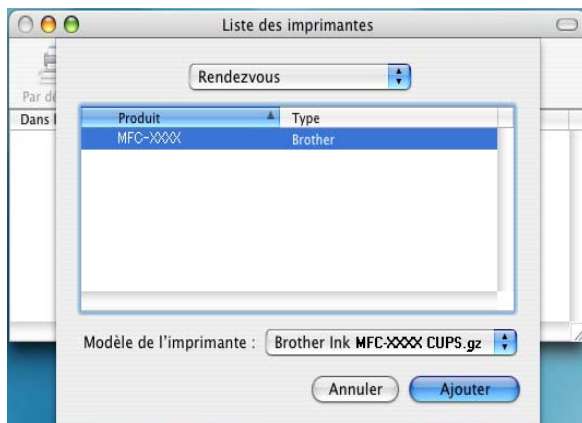 Liste des imprimantes
Rendezvous
Par dé
Dans l
Produit Type
MFC-XXXX Brother
Modèle de l'imprimante : Brother Ink MFC-XXXX CUPS.gz
Annuler Ajouter